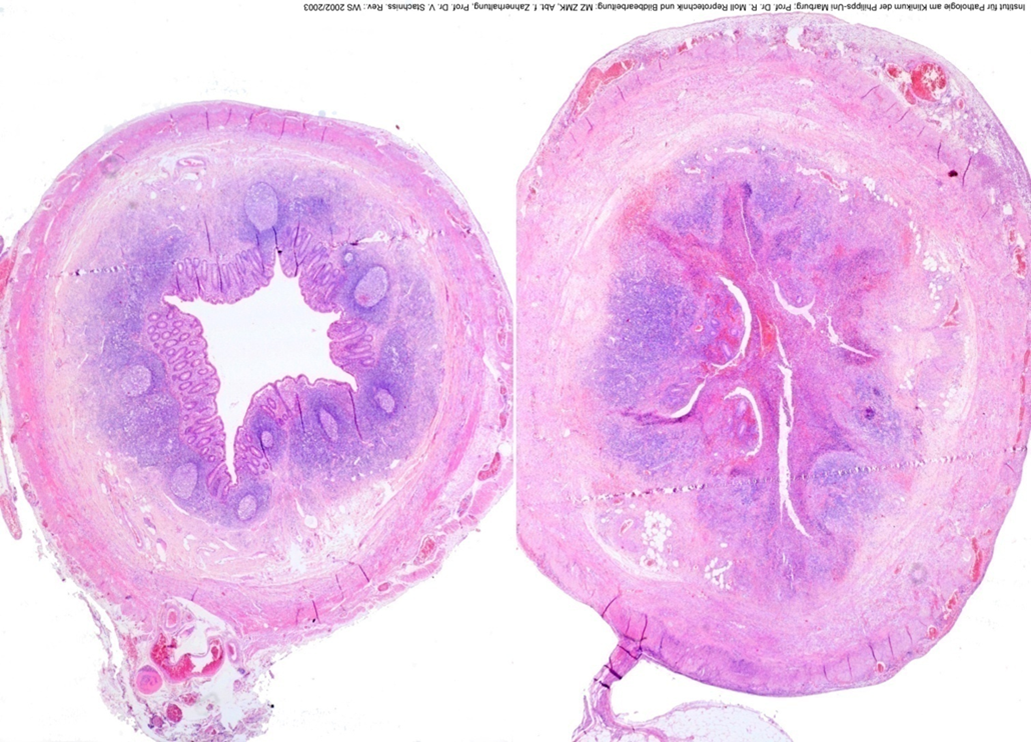 Institut für Pathologie am Klinikum der Philipps-Uni-Marburg: Prof. Dr. R. Moll Reprotechnik und Bildbearbeitung: MZ ZMK, Abt. f. Zahnerhaltung, Prof. Dr. V. Stachniss. Rev.: WS 2002/2003